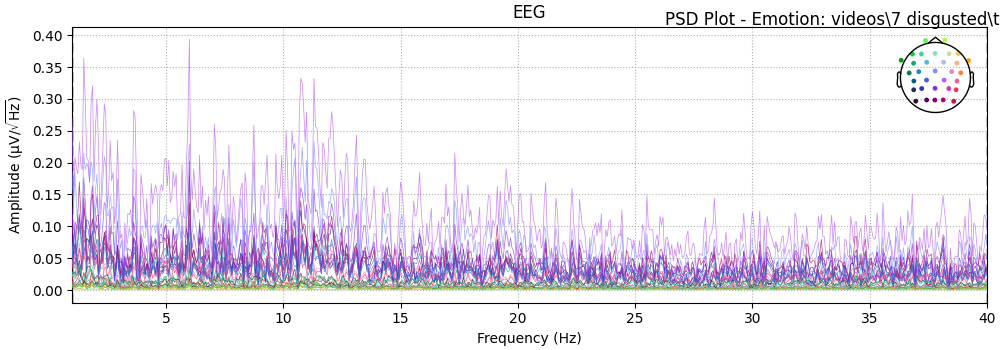 EEG
PSD Plot - Emotion: videos\7 disgusted\t
Amplitude (µV/√Hz)
0.40
0.35
0.30
0.25
0.20
0.15
0.10
0.05
0.00
5 10 15 20 25 30 35 40
Frequency (Hz)